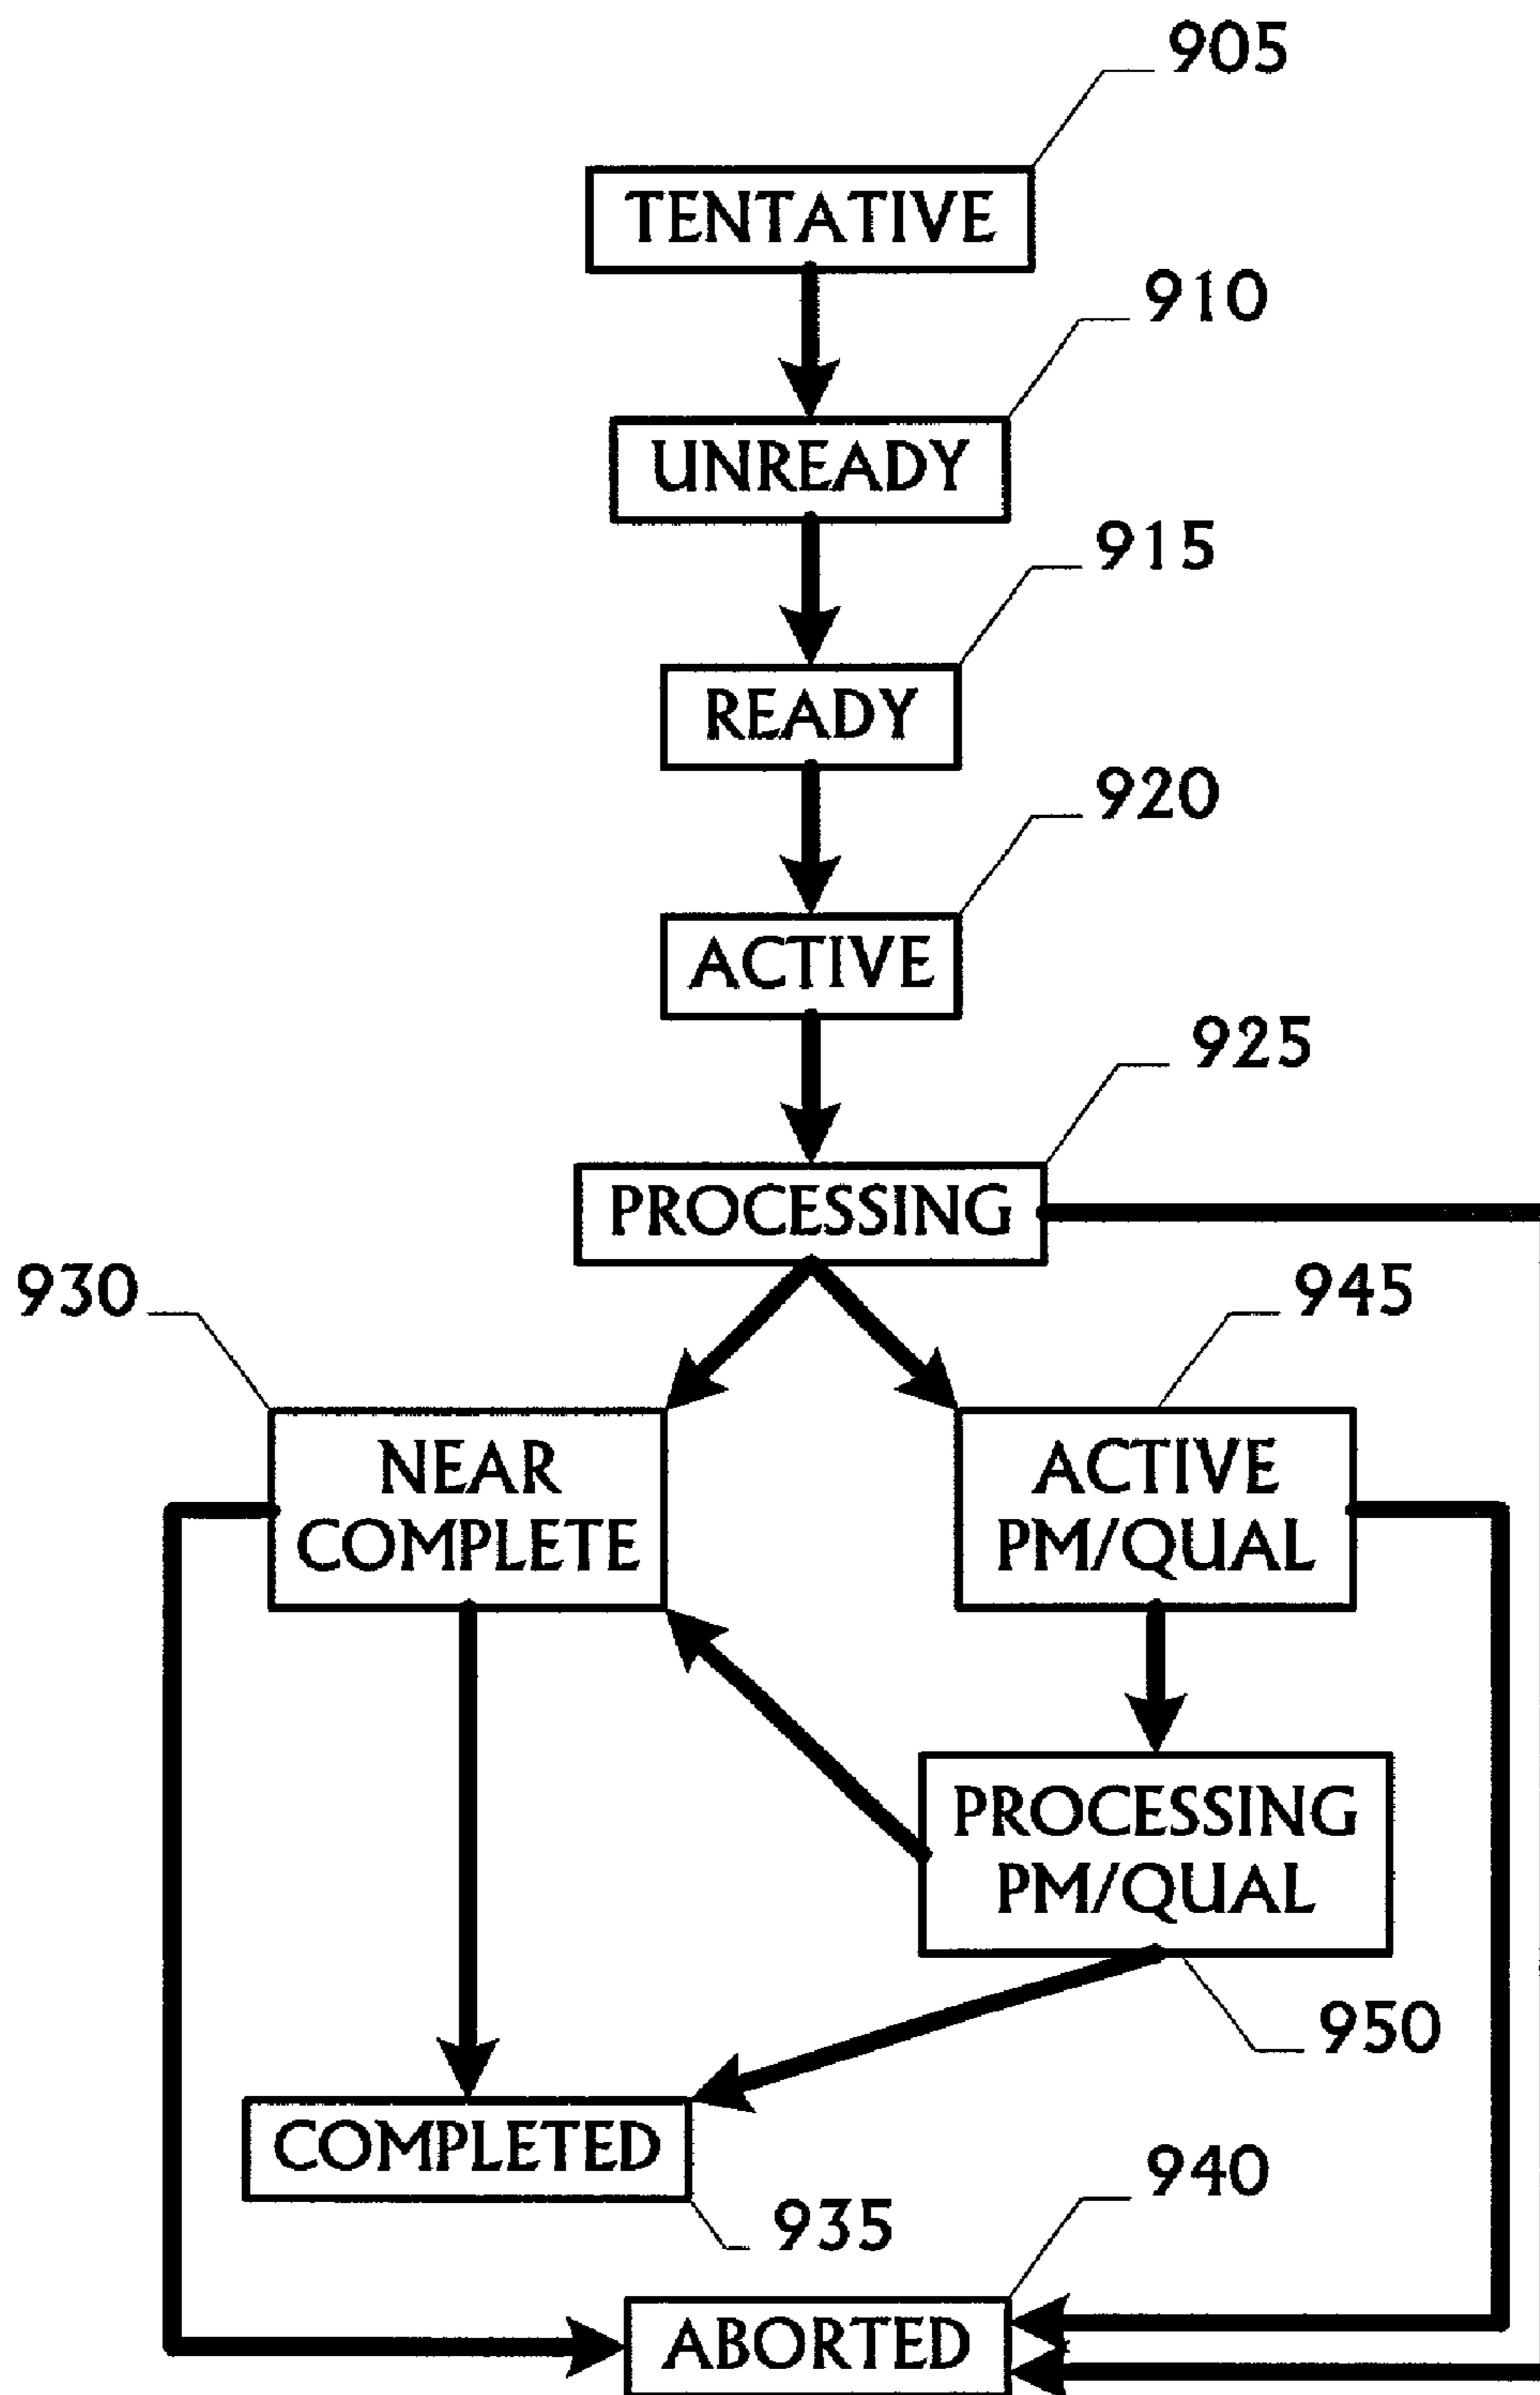 905
TENTATIVE
910
UNREADY
915
READY
920
ACTIVE
925
PROCESSING
930
945
NEAR
COMPLETE
ACTIVE
PM/QUAL
PROCESSING
PM/QUAL
950
COMPLETED
935
940
ABORTED